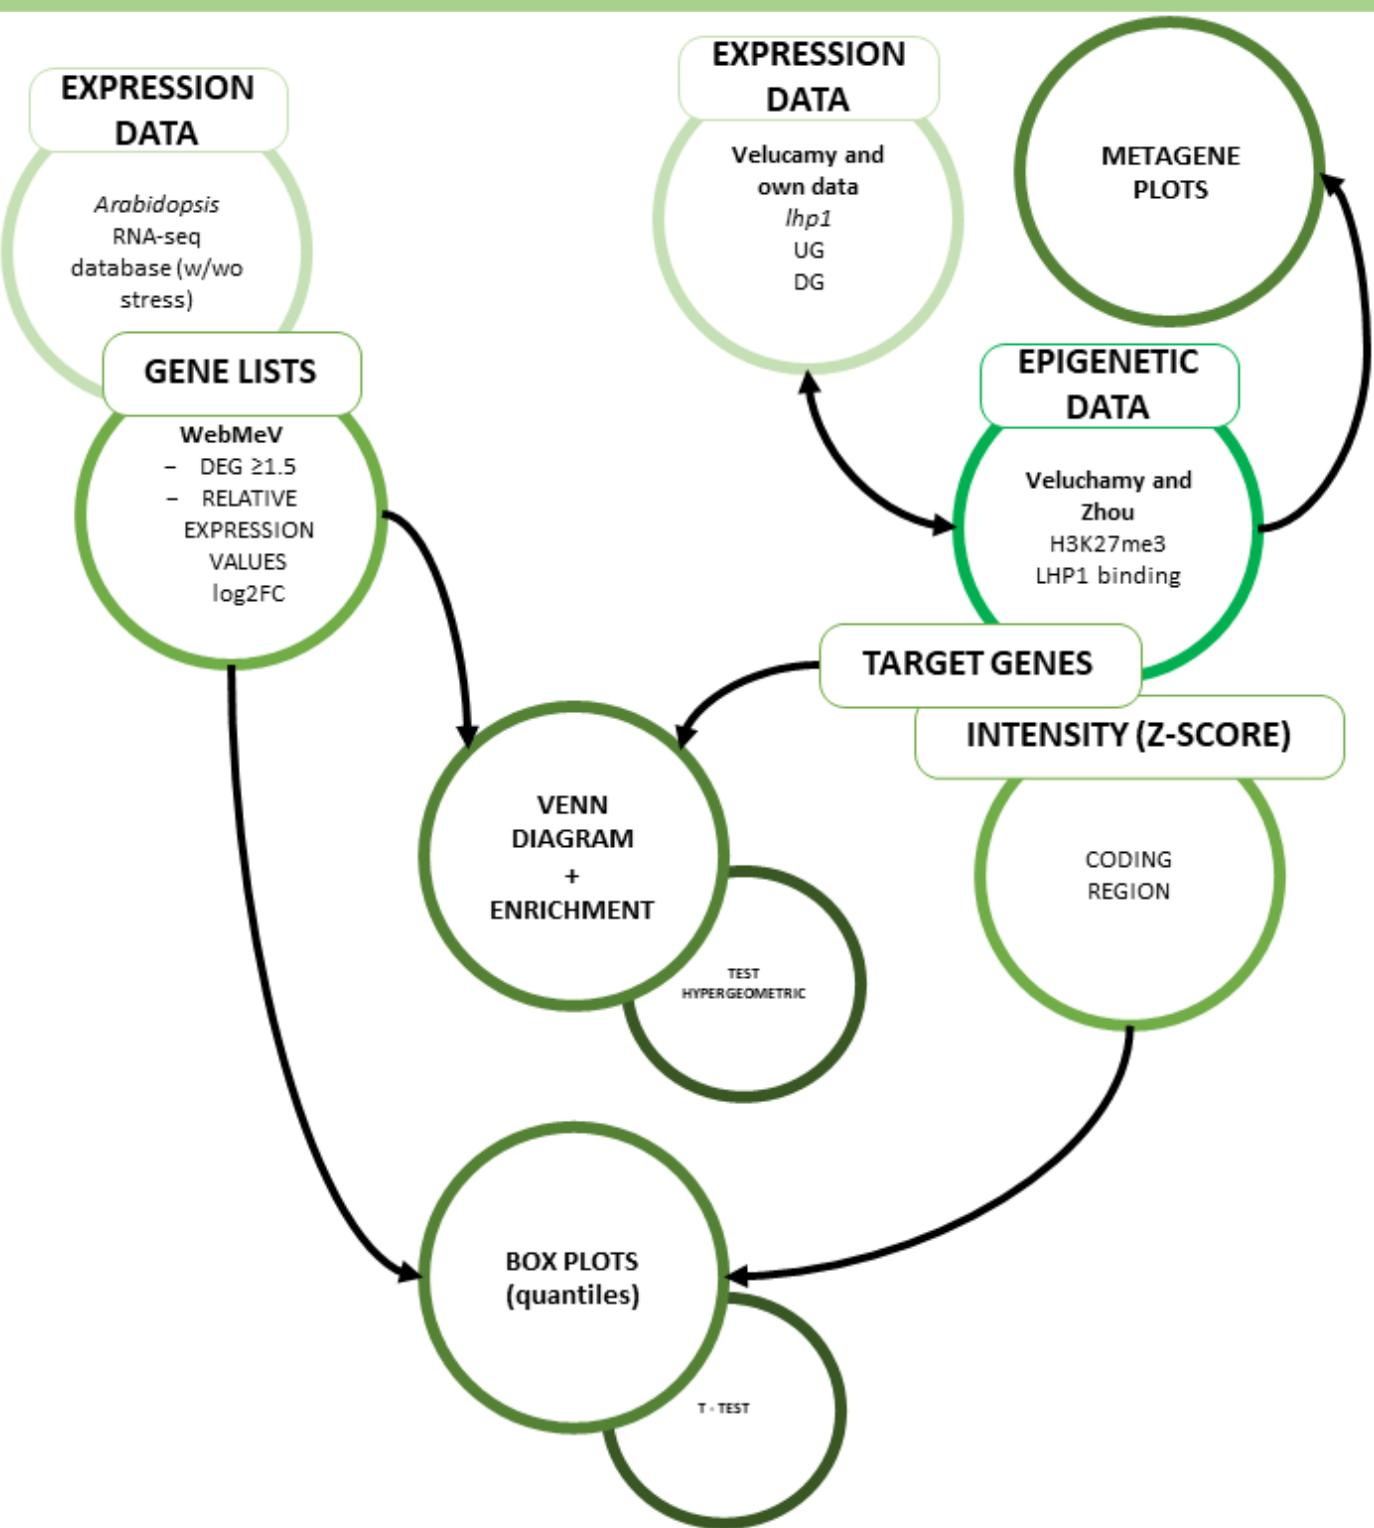 EXPRESSION
DATA
Arabidopsis
RNA-seq
database (w/wo
stress)
GENE LISTS
WebMeV
– DEG ≥1.5
– RELATIVE
EXPRESSION
VALUES
log2FC
EXPRESSION
DATA
Velucamy and
own data
lhp1
UG
DG
METAGENE
PLOTS
EPIGENETIC
DATA
Veluchamy and
Zhou
H3K27me3
LHP1 binding
TARGET GENES
INTENSITY (Z-SCORE)
CODING
REGION
VENN
DIAGRAM
+
ENRICHMENT
TEST
HYPERGEOMETRIC
BOX PLOTS
(quantiles)
T - TEST